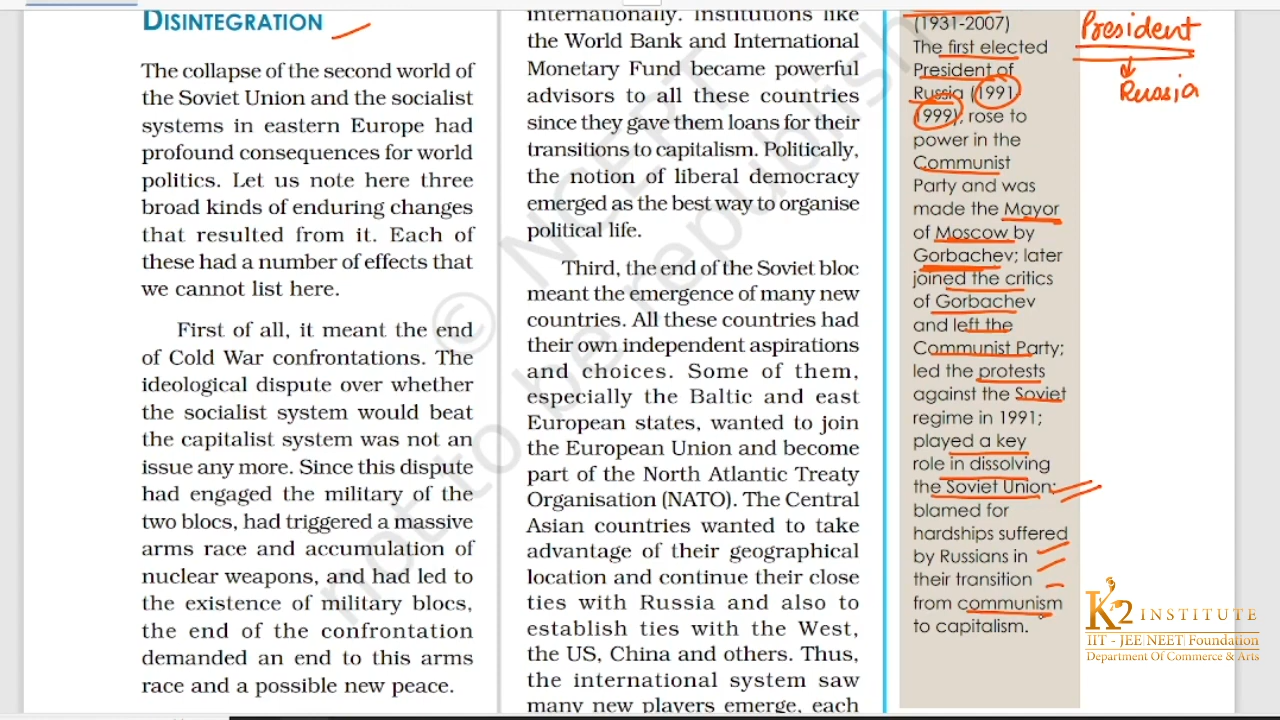 DISINTEGRATION
The collapse of the second world of
the Soviet Union and the socialist
systems in eastern Europe had
profound consequences for world
politics. Let us note here three
broad kinds of enduring changes
that resulted from it. Each of
these had a number of effects that
we cannot list here.
First of all, it meant the end
of Cold War confrontations. The
ideological dispute over whether
the socialist system would beat
the capitalist system was not an
issue any more. Since this dispute
had engaged the military of the
two blocs, had triggered a massive
arms race and accumulation of
nuclear weapons, and had led to
the existence of military blocs,
the end of the confrontation
demanded an end to this arms
race and a possible new peace.
internationally. Institutions like
the World Bank and International
Monetary Fund became powerful
advisors to all these countries
since they gave them loans for their
transitions to capitalism. Politically,
the notion of liberal democracy
emerged as the best way to organise
political life.
Third, the end of the Soviet bloc
meant the emergence of many new
countries. All these countries had
their own independent aspirations
and choices. Some of them,
especially the Baltic and east
European states, wanted to join
the European Union and become
part of the North Atlantic Treaty
Organisation (NATO). The Central
Asian countries wanted to take
advantage of their geographical
location and continue their close
ties with Russia and also to
establish ties with the West,
the US, China and others. Thus,
the international system saw
many new players emerge, each
(1931-2007)
The first elected
President of
Russia (1991-
1999); rose to
power in the
Communist
Party and was
made the Mayor
of Moscow by
Gorbachev; later
joined the critics
of Gorbachev
and left the
Communist Party;
led the protests
against the Soviet
regime in 1991;
played a key
role in dissolving
the Soviet Union;
blamed for
hardships suffered
by Russians in
their transition
from communism
to capitalism.
President
Russia
K2 INSTITUTE
IIT - JEE|NEET|Foundation
Department Of Commerce & Arts
© NCERT
not to be republish